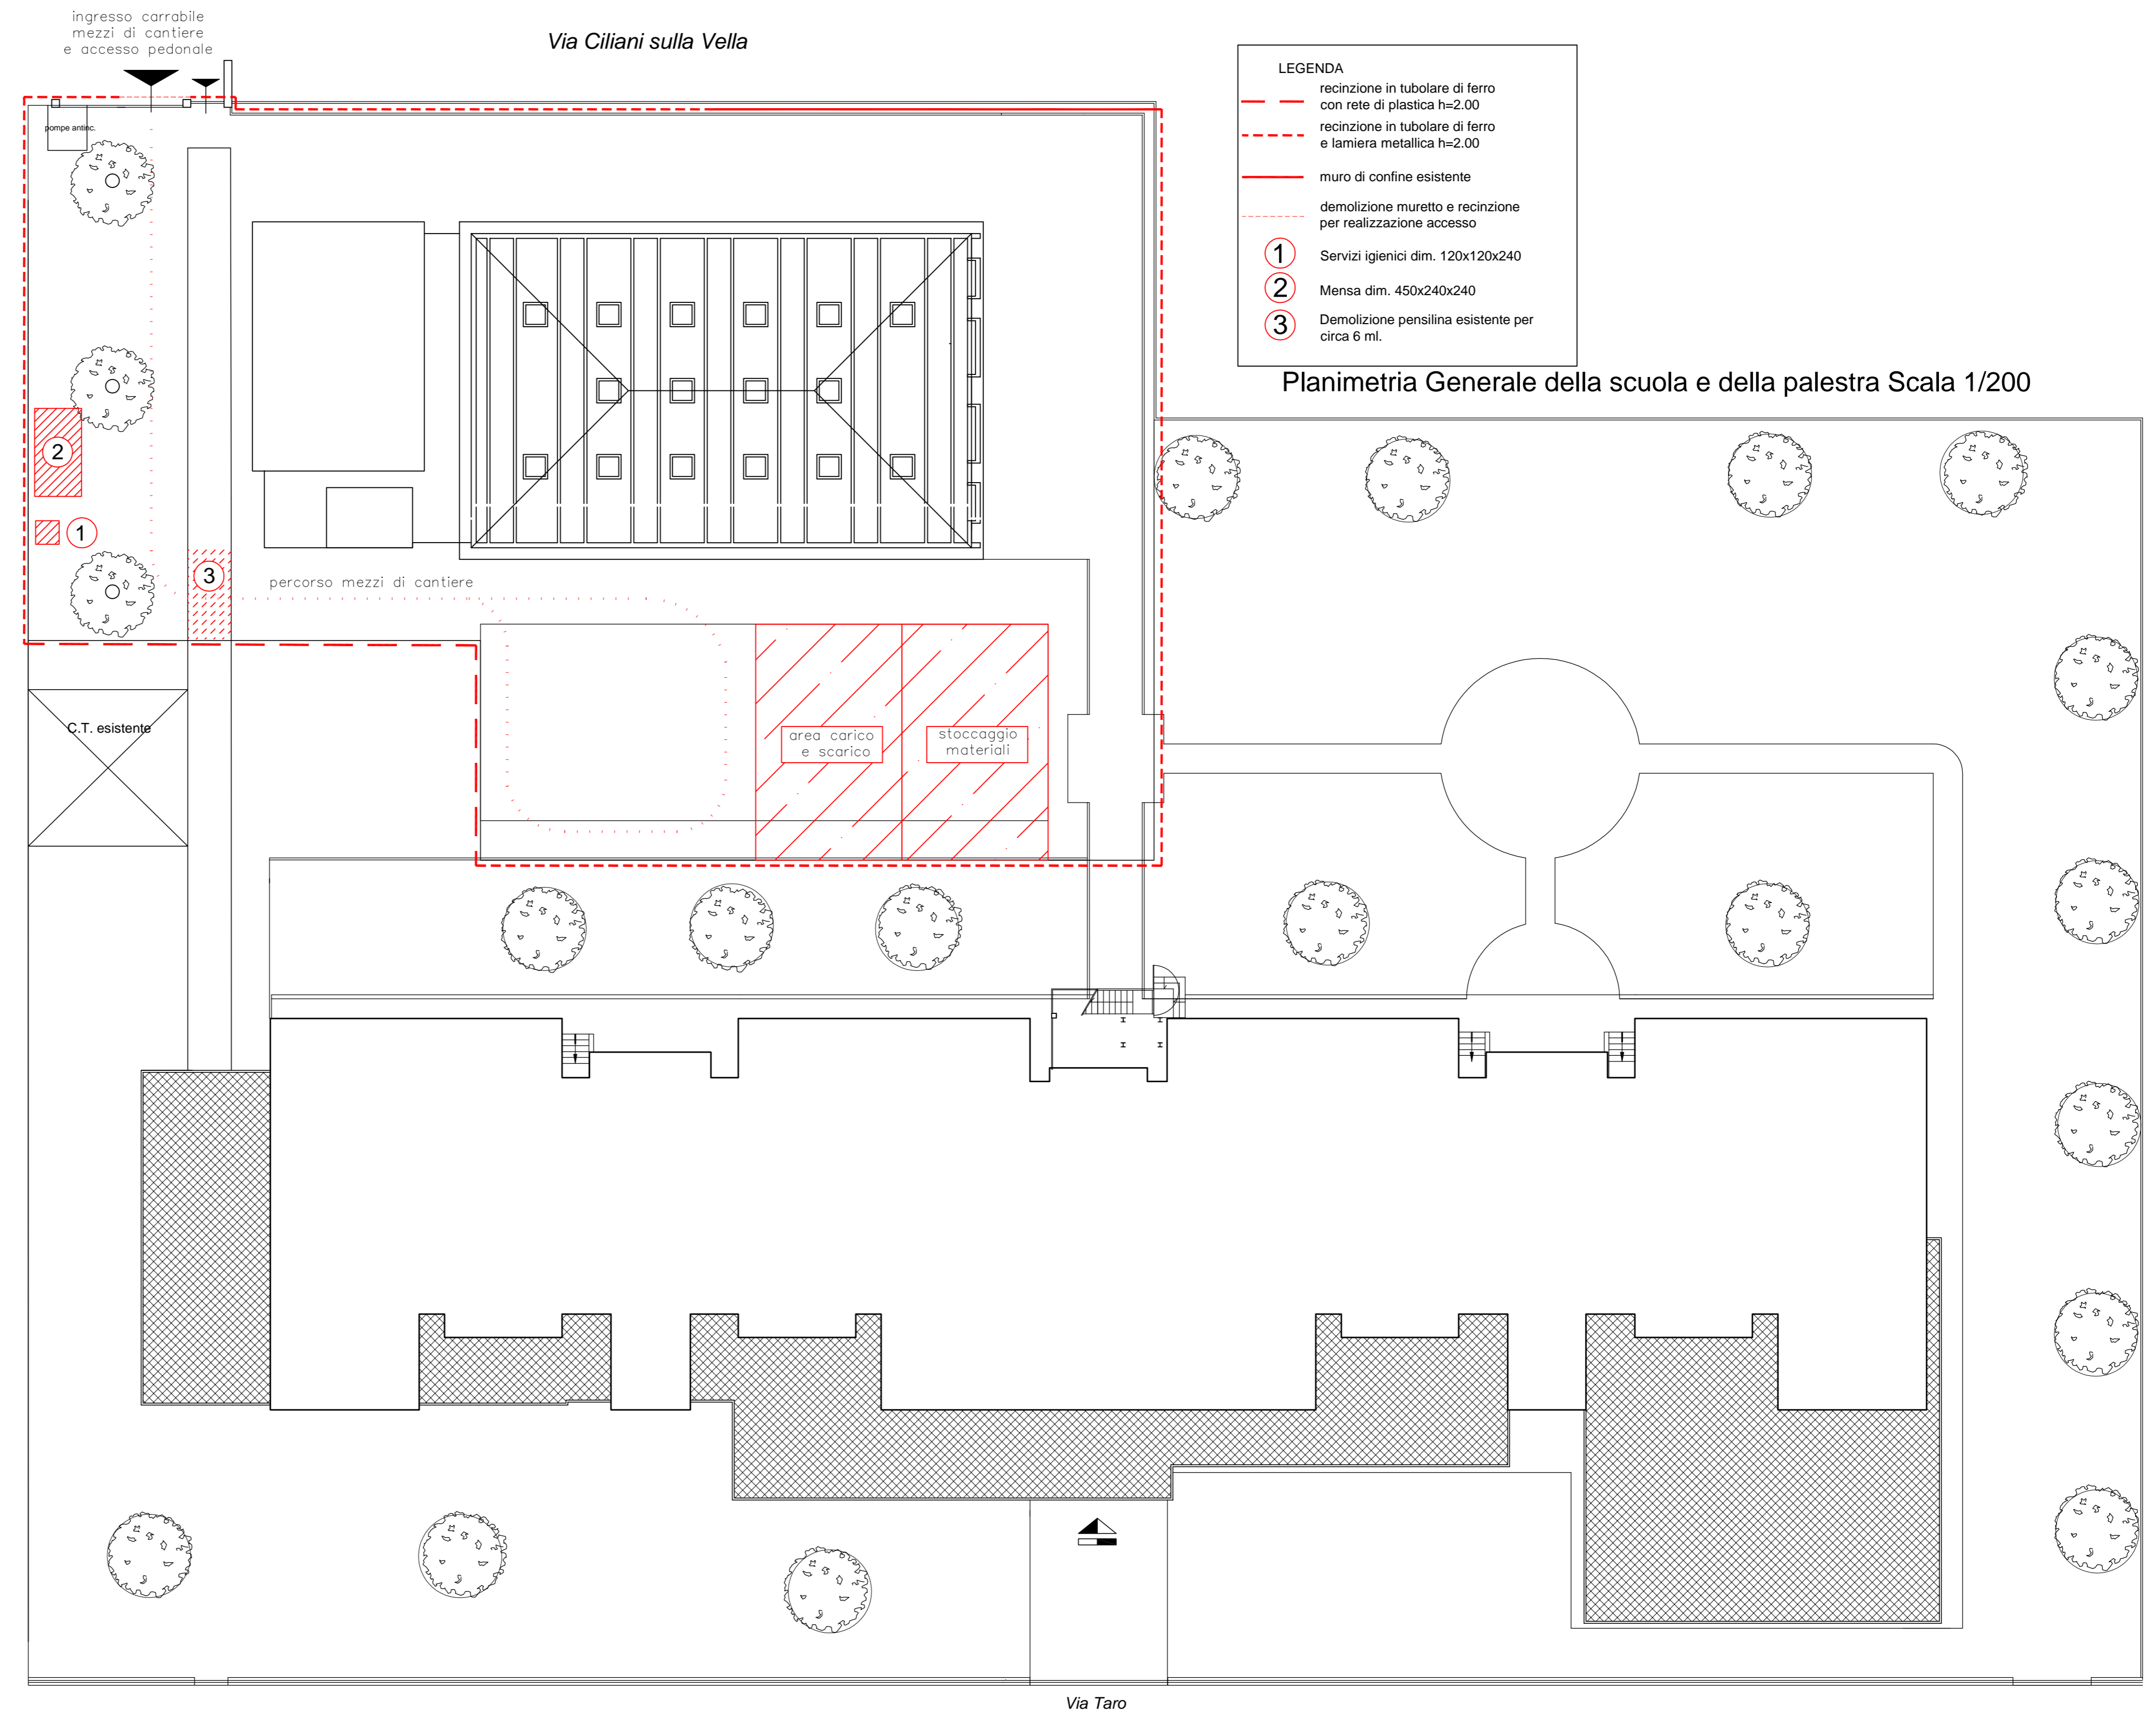 ingresso carrabile
mezzi di cantiere
e accesso pedonale
Via Ciliani sulla Vella
LEGENDA
recinzione in tubolare di ferro
con rete di plastica h=2.00
recinzione in tubolare di ferro
e lamiera metallica h=2.00
muro di confine esistente
demolizione muretto e recinzione
per realizzazione accesso
1
Servizi igienici dim. 120x120x240
2
Mensa dim. 450x240x240
3
Demolizione pensilina esistente per
circa 6 ml.
Planimetria Generale della scuola e della palestra Scala 1/200
pompe antinc.
2
1
3
percorso mezzi di cantiere
C.T. esistente
area carico
e scarico
stoccaggio
materiali
Via Taro